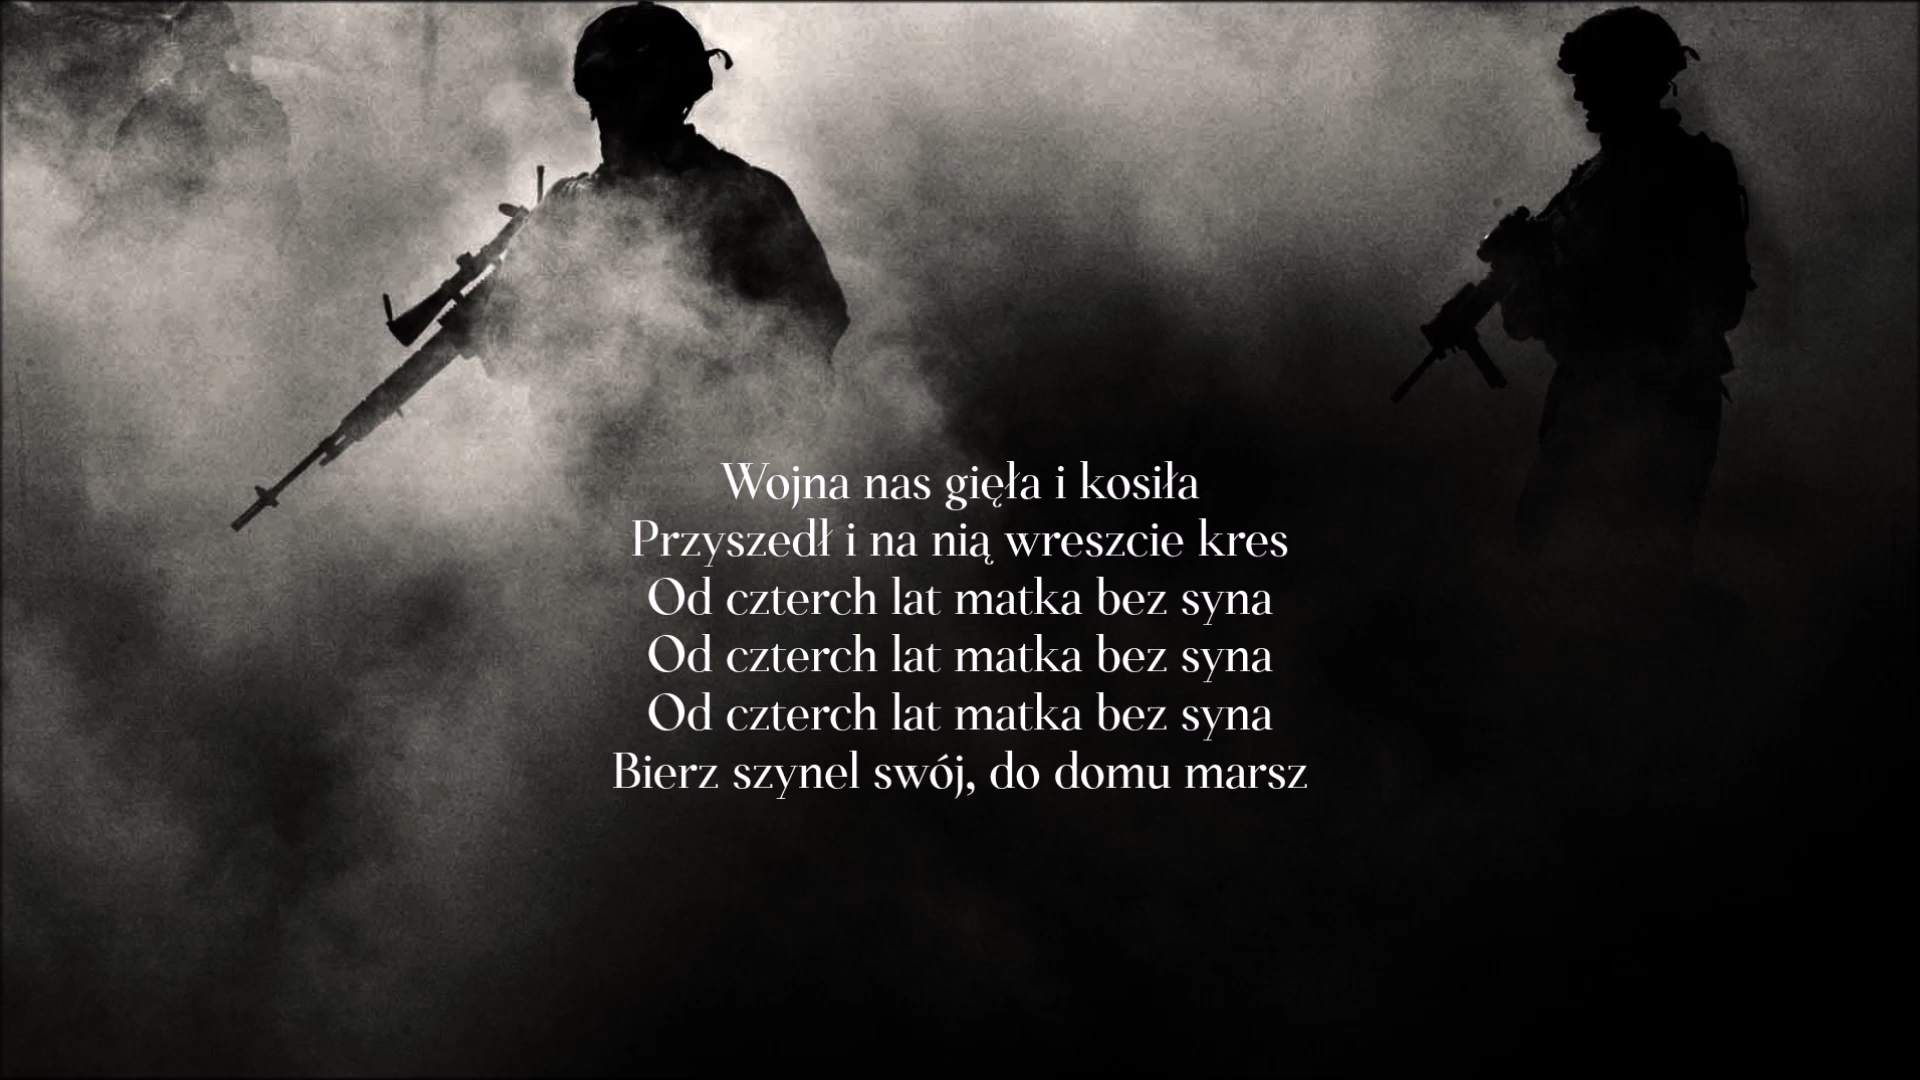 Wojna nas gięła i kosiła
Przyszedł i na nią wreszcie kres
Od czterch lat matka bez syna
Od czterch lat matka bez syna
Od czterch lat matka bez syna
Bierz szynel swój, do domu marsz